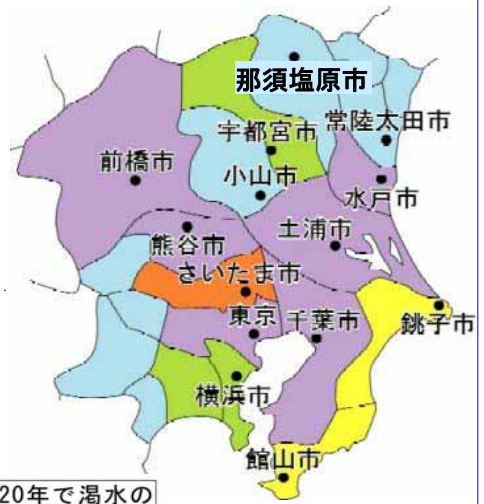 那須塩原市
常陸太田市
宇都宮市
前橋市
小山市
水戸市
土浦市
熊谷市
さいたま市
東京
千葉市
銚子市
横浜市
館山市
20年で渇水の